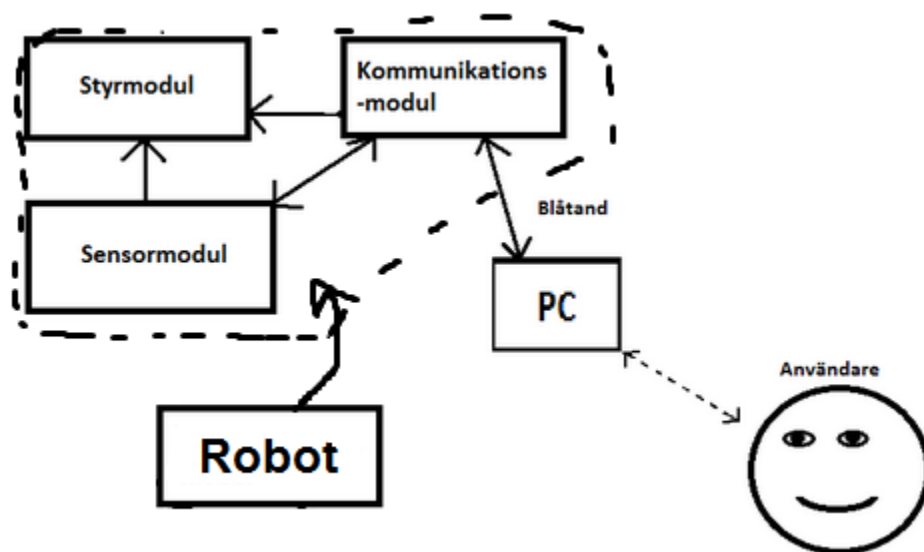 Styrmodul
Kommunikations
-modul
Sensormodul
Blåtand
PC
Användare
Robot